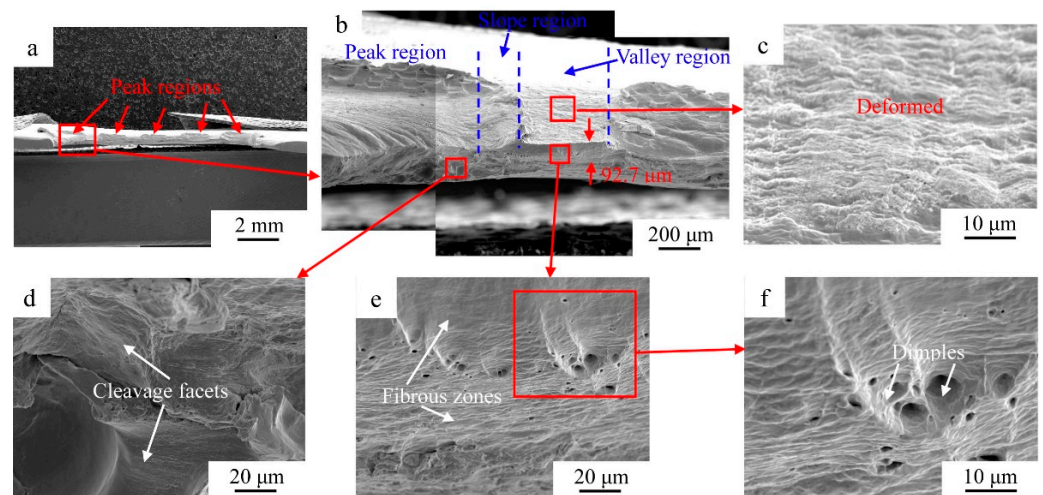 a
Peak regions
2 mm
b
Slope region
Peak region
Valley region
92.7 μm
200 μm
c
Deformed
10 μm
d
Cleavage facets
20 μm
e
Fibrous zones
20 μm
f
Dimples
10 μm